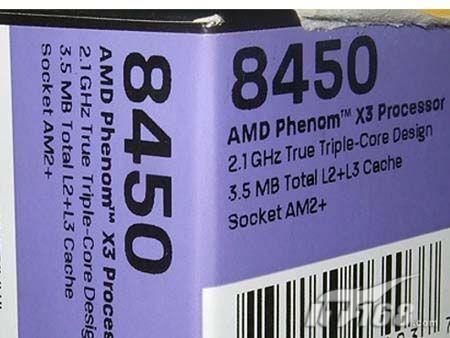 8450
AMD Phenom™ X3 Processor
2.1 GHz True Triple-Core Design
3.5 MB Total L2+L3 Cache
Socket AM2+
8450
AMD Phenom™ X3 Proces
2.1 GHz True Triple-Core Desig
3.5 MB Total L2+L3 Cache
Socket AM2+
IT168.com